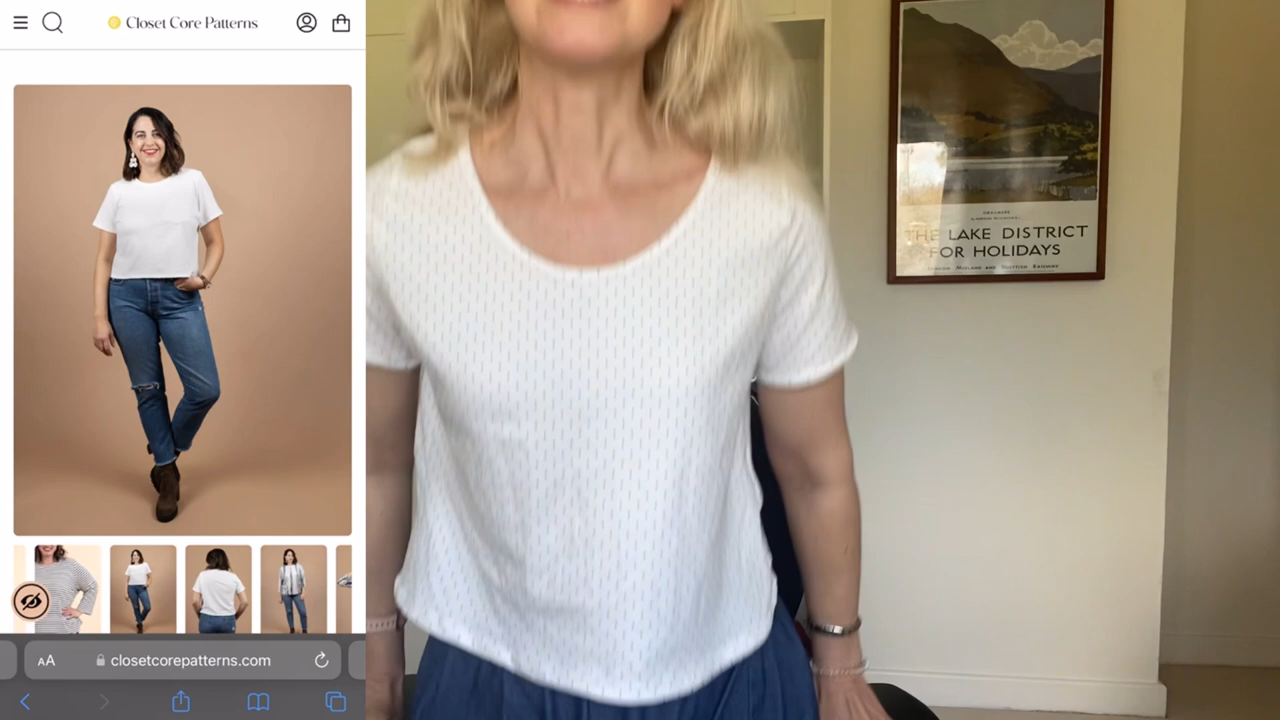 Closet Core Patterns
AA
closetcorepatterns.com
THE LAKE DISTRICT
FOR HOLIDAYS